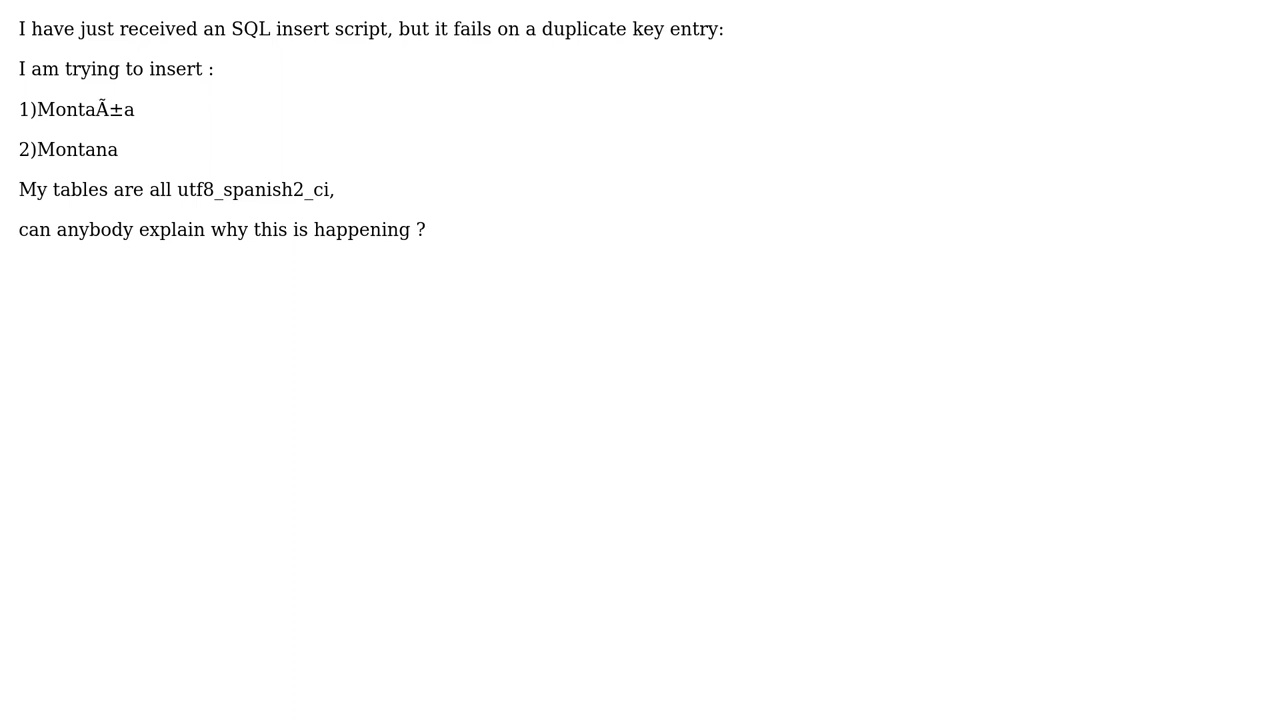 I have just received an SQL insert script, but it fails on a duplicate key entry:
I am trying to insert :
1)MontaÃ±a
2)Montana
My tables are all utf8_spanish2_ci,
can anybody explain why this is happening ?